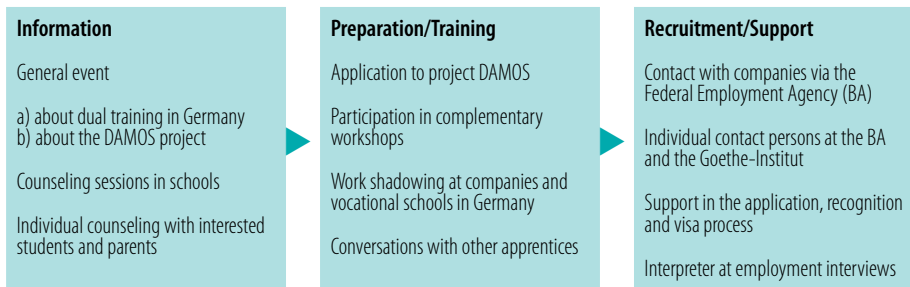 Information
General event
a) about dual training in Germany
b) about the DAMOS project
Counseling sessions in schools
Individual counseling with interested
students and parents
Preparation/Training
Application to project DAMOS
Participation in complementary
workshops
Work shadowing at companies and
vocational schools in Germany
Conversations with other apprentices
Recruitment/Support
Contact with companies via the
Federal Employment Agency (BA)
Individual contact persons at the BA
and the Goethe-Institut
Support in the application, recognition
and visa process
Interpreter at employment interviews